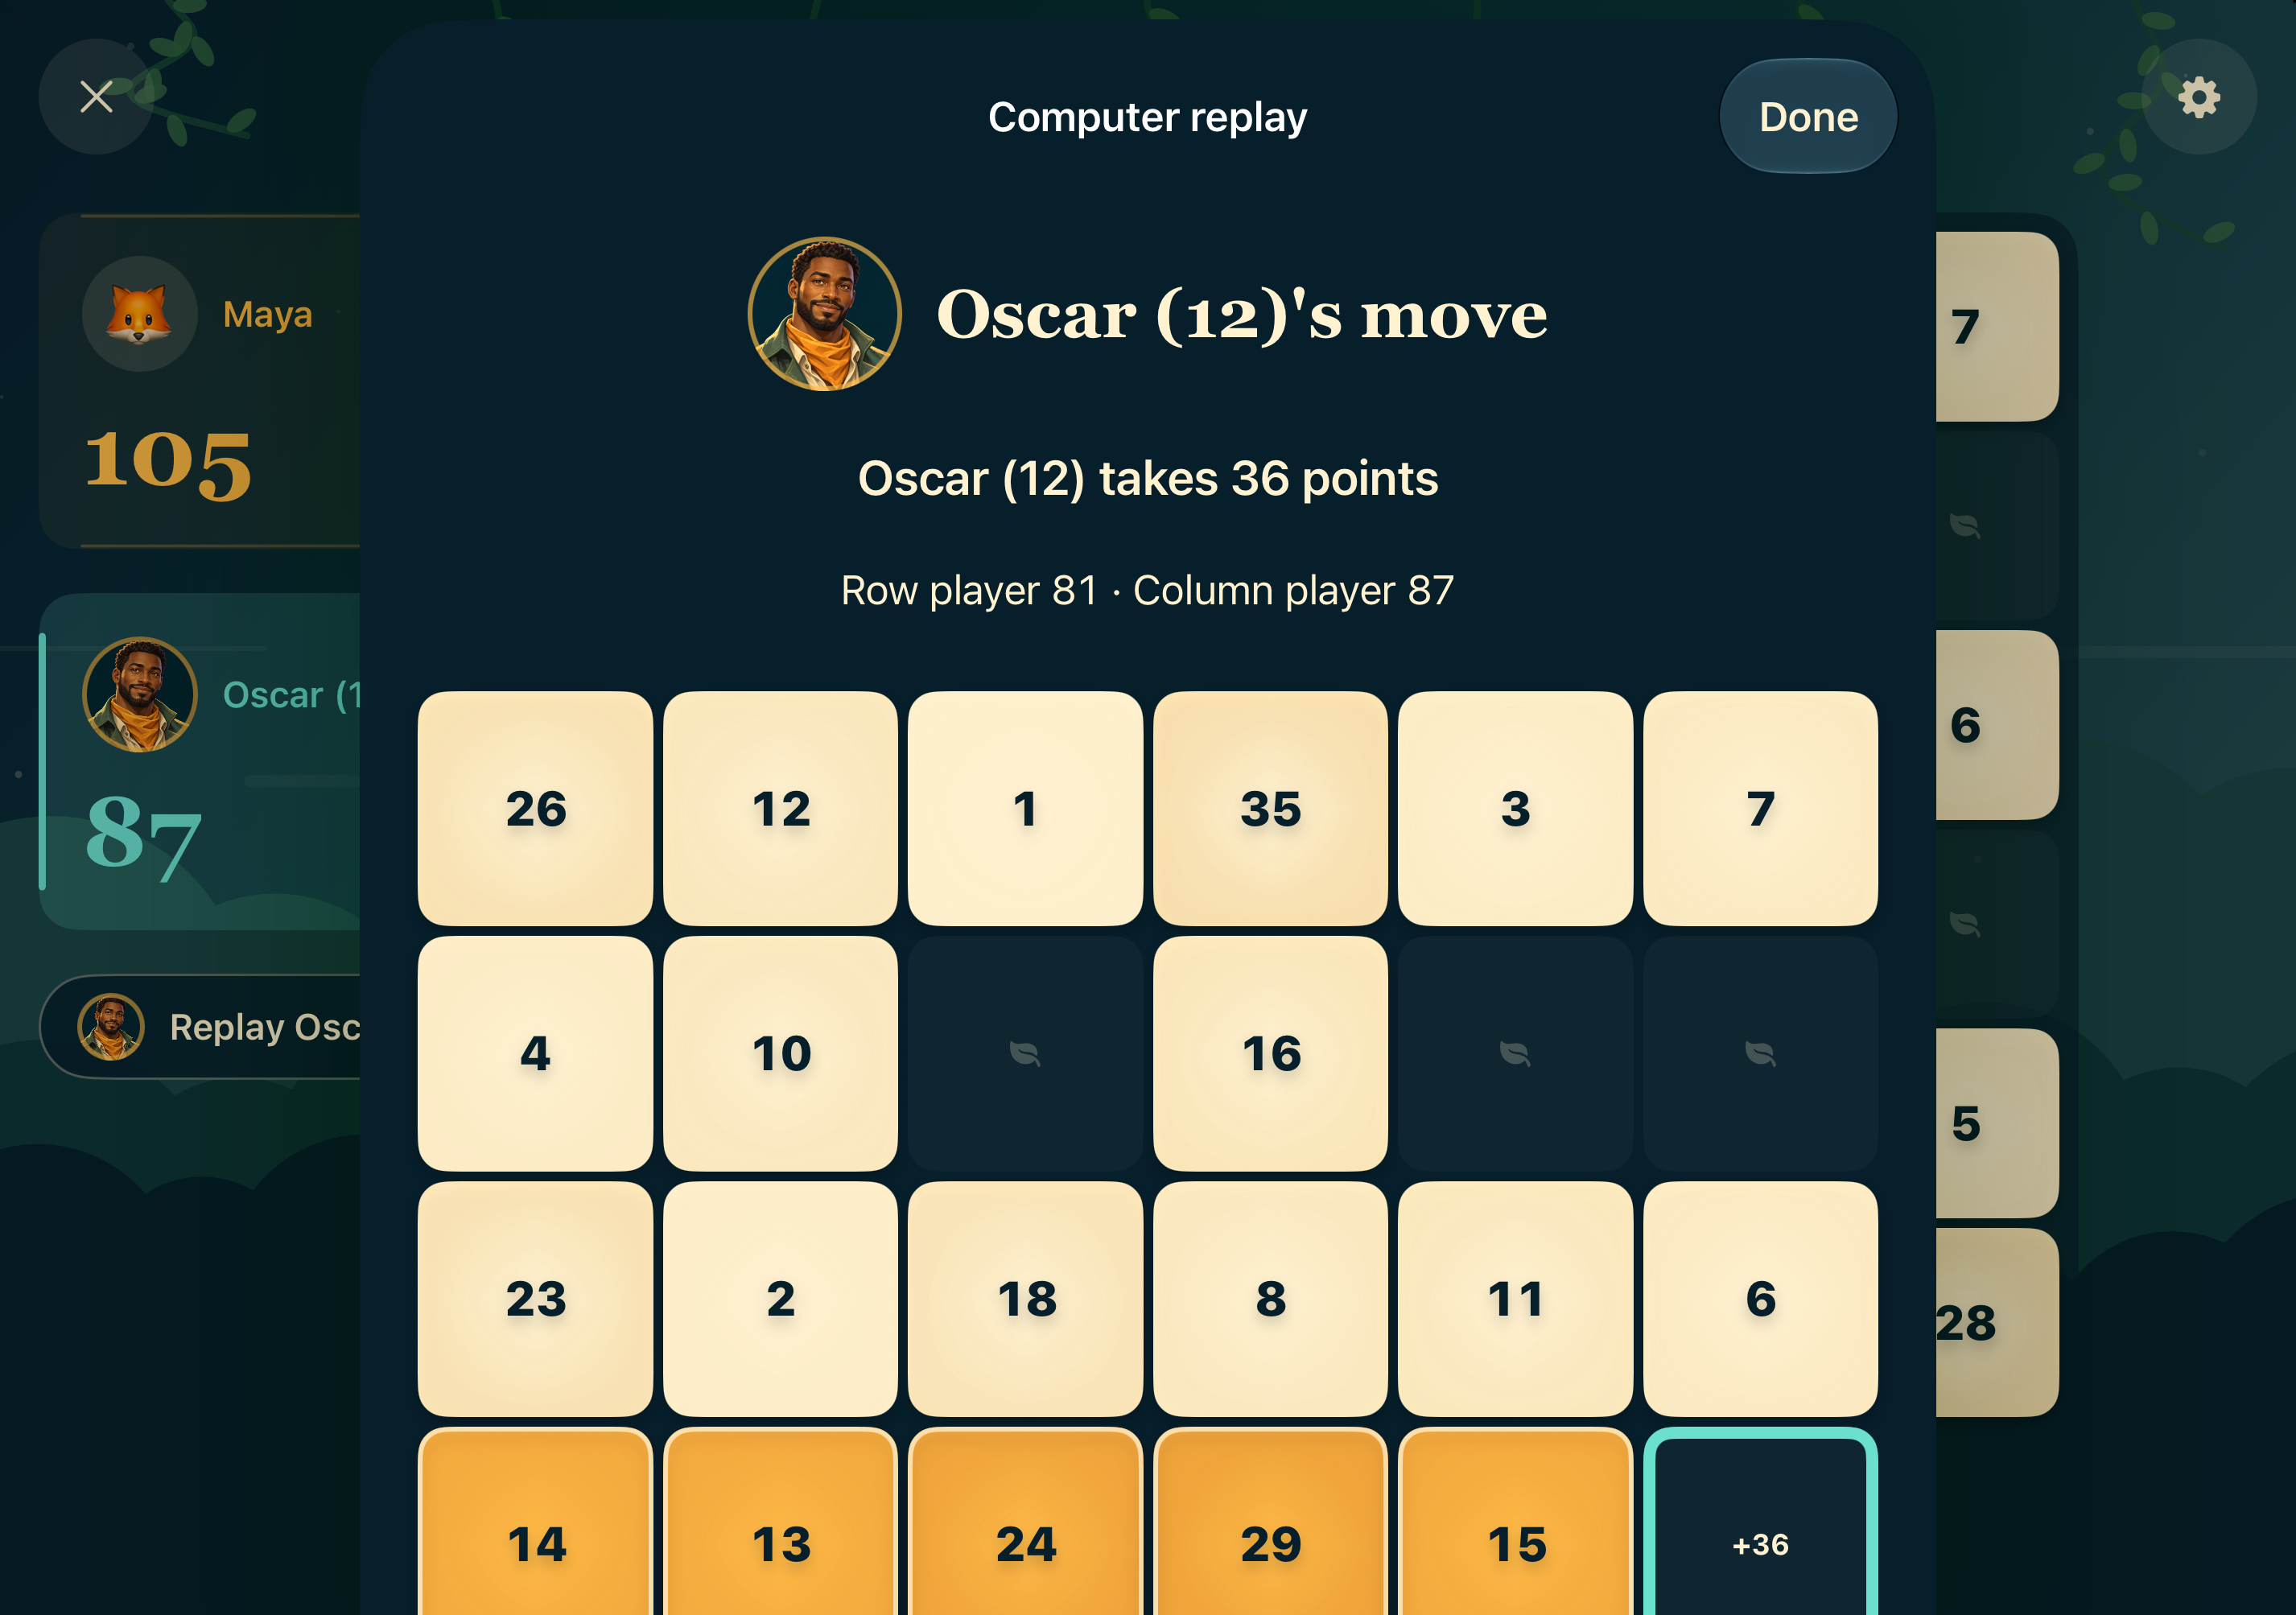 Computer replay
Done
Oscar (12)'s move
Oscar (12) takes 36 points
Row player 81 · Column player 87
Maya
105
Oscar (1
87
Replay Osc
26 12 1 35 3 7
4 10 16
23 2 18 8 11 6
14 13 24 29 15 +36
7
6
5
28